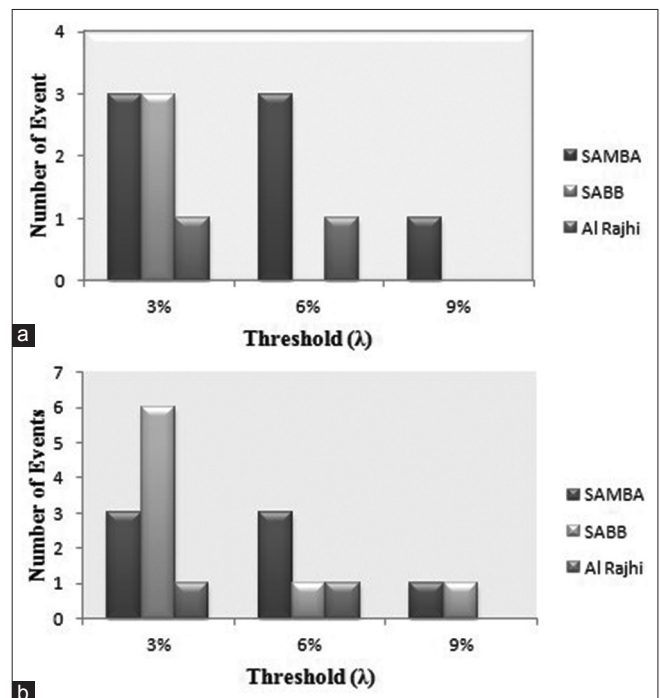 4
3
2
1
0
Number of Event
3%
6%
9%
Threshold (λ)
SAMBA
SABB
Al Rajhi
a
7
6
5
4
3
2
1
0
Number of Events
3%
6%
9%
Threshold (λ)
SAMBA
SABB
Al Rajhi
b